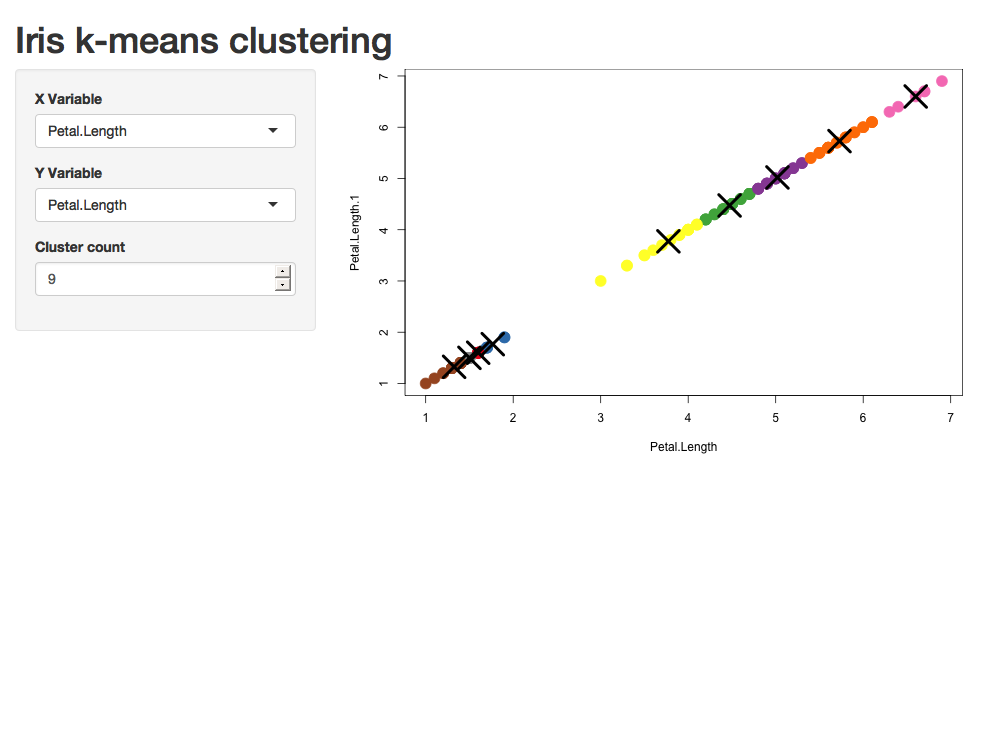 Iris k-means clustering
X Variable
Petal.Length
Y Variable
Petal.Length
Cluster count
9
Petal.Length.1
7
6
5
4
3
2
1
1 2 3 4 5 6 7
Petal.Length